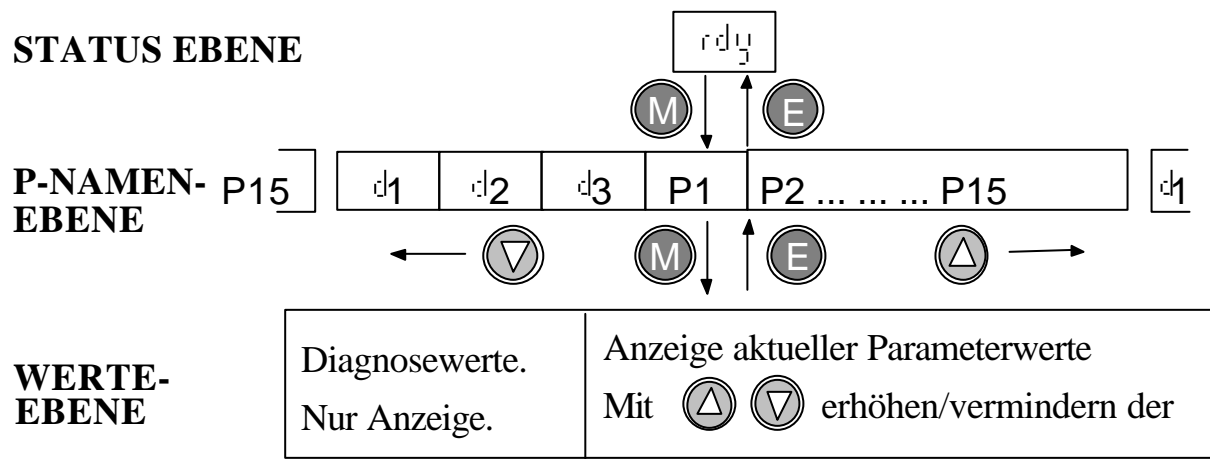 STATUS EBENE rdy
M E
P-NAMEN-EBENE P15 d1 d2 d3 P1 P2 ... ... ... P15 d1
M E
WERTE-EBENE
Diagnosewerte.
Nur Anzeige.
Anzeige aktueller Parameterwerte
Mit erhöhen/vermindern der